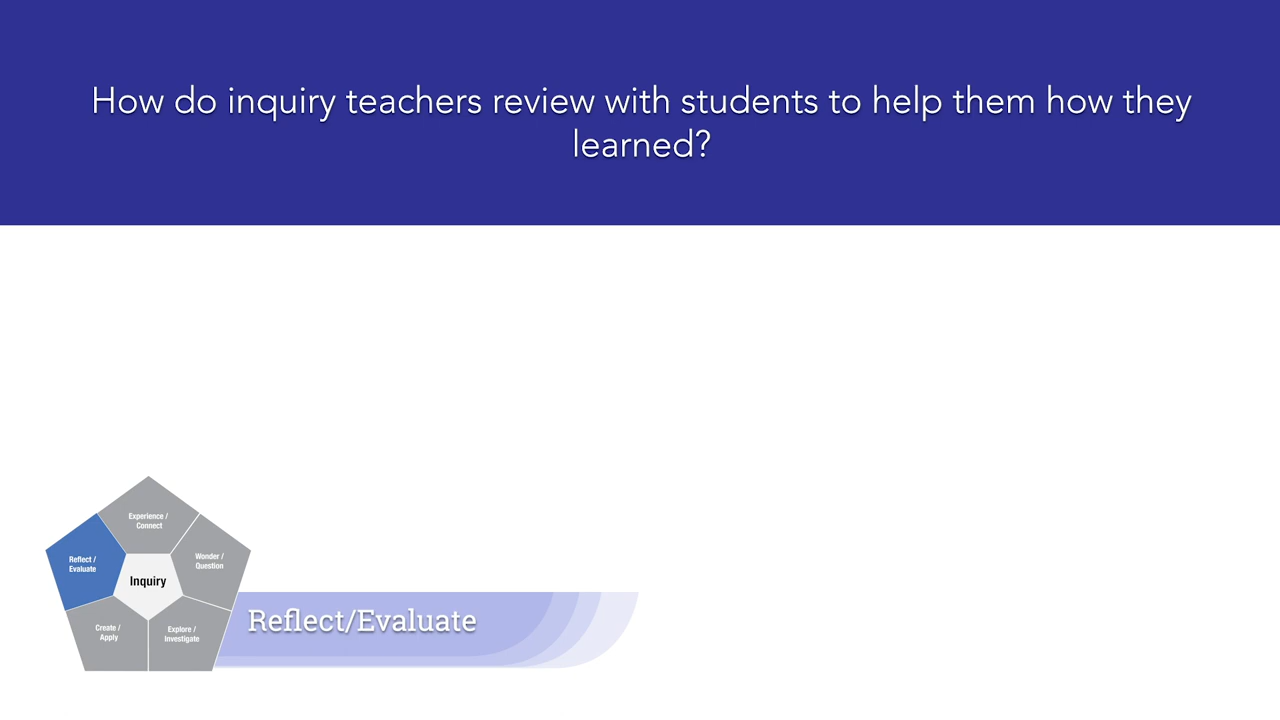 How do inquiry teachers review with students to help them how they
learned?
Experience /
Connect
Reflect /
Evaluate
Wonder /
Question
Inquiry
Create /
Apply
Explore /
Investigate
Reflect/Evaluate